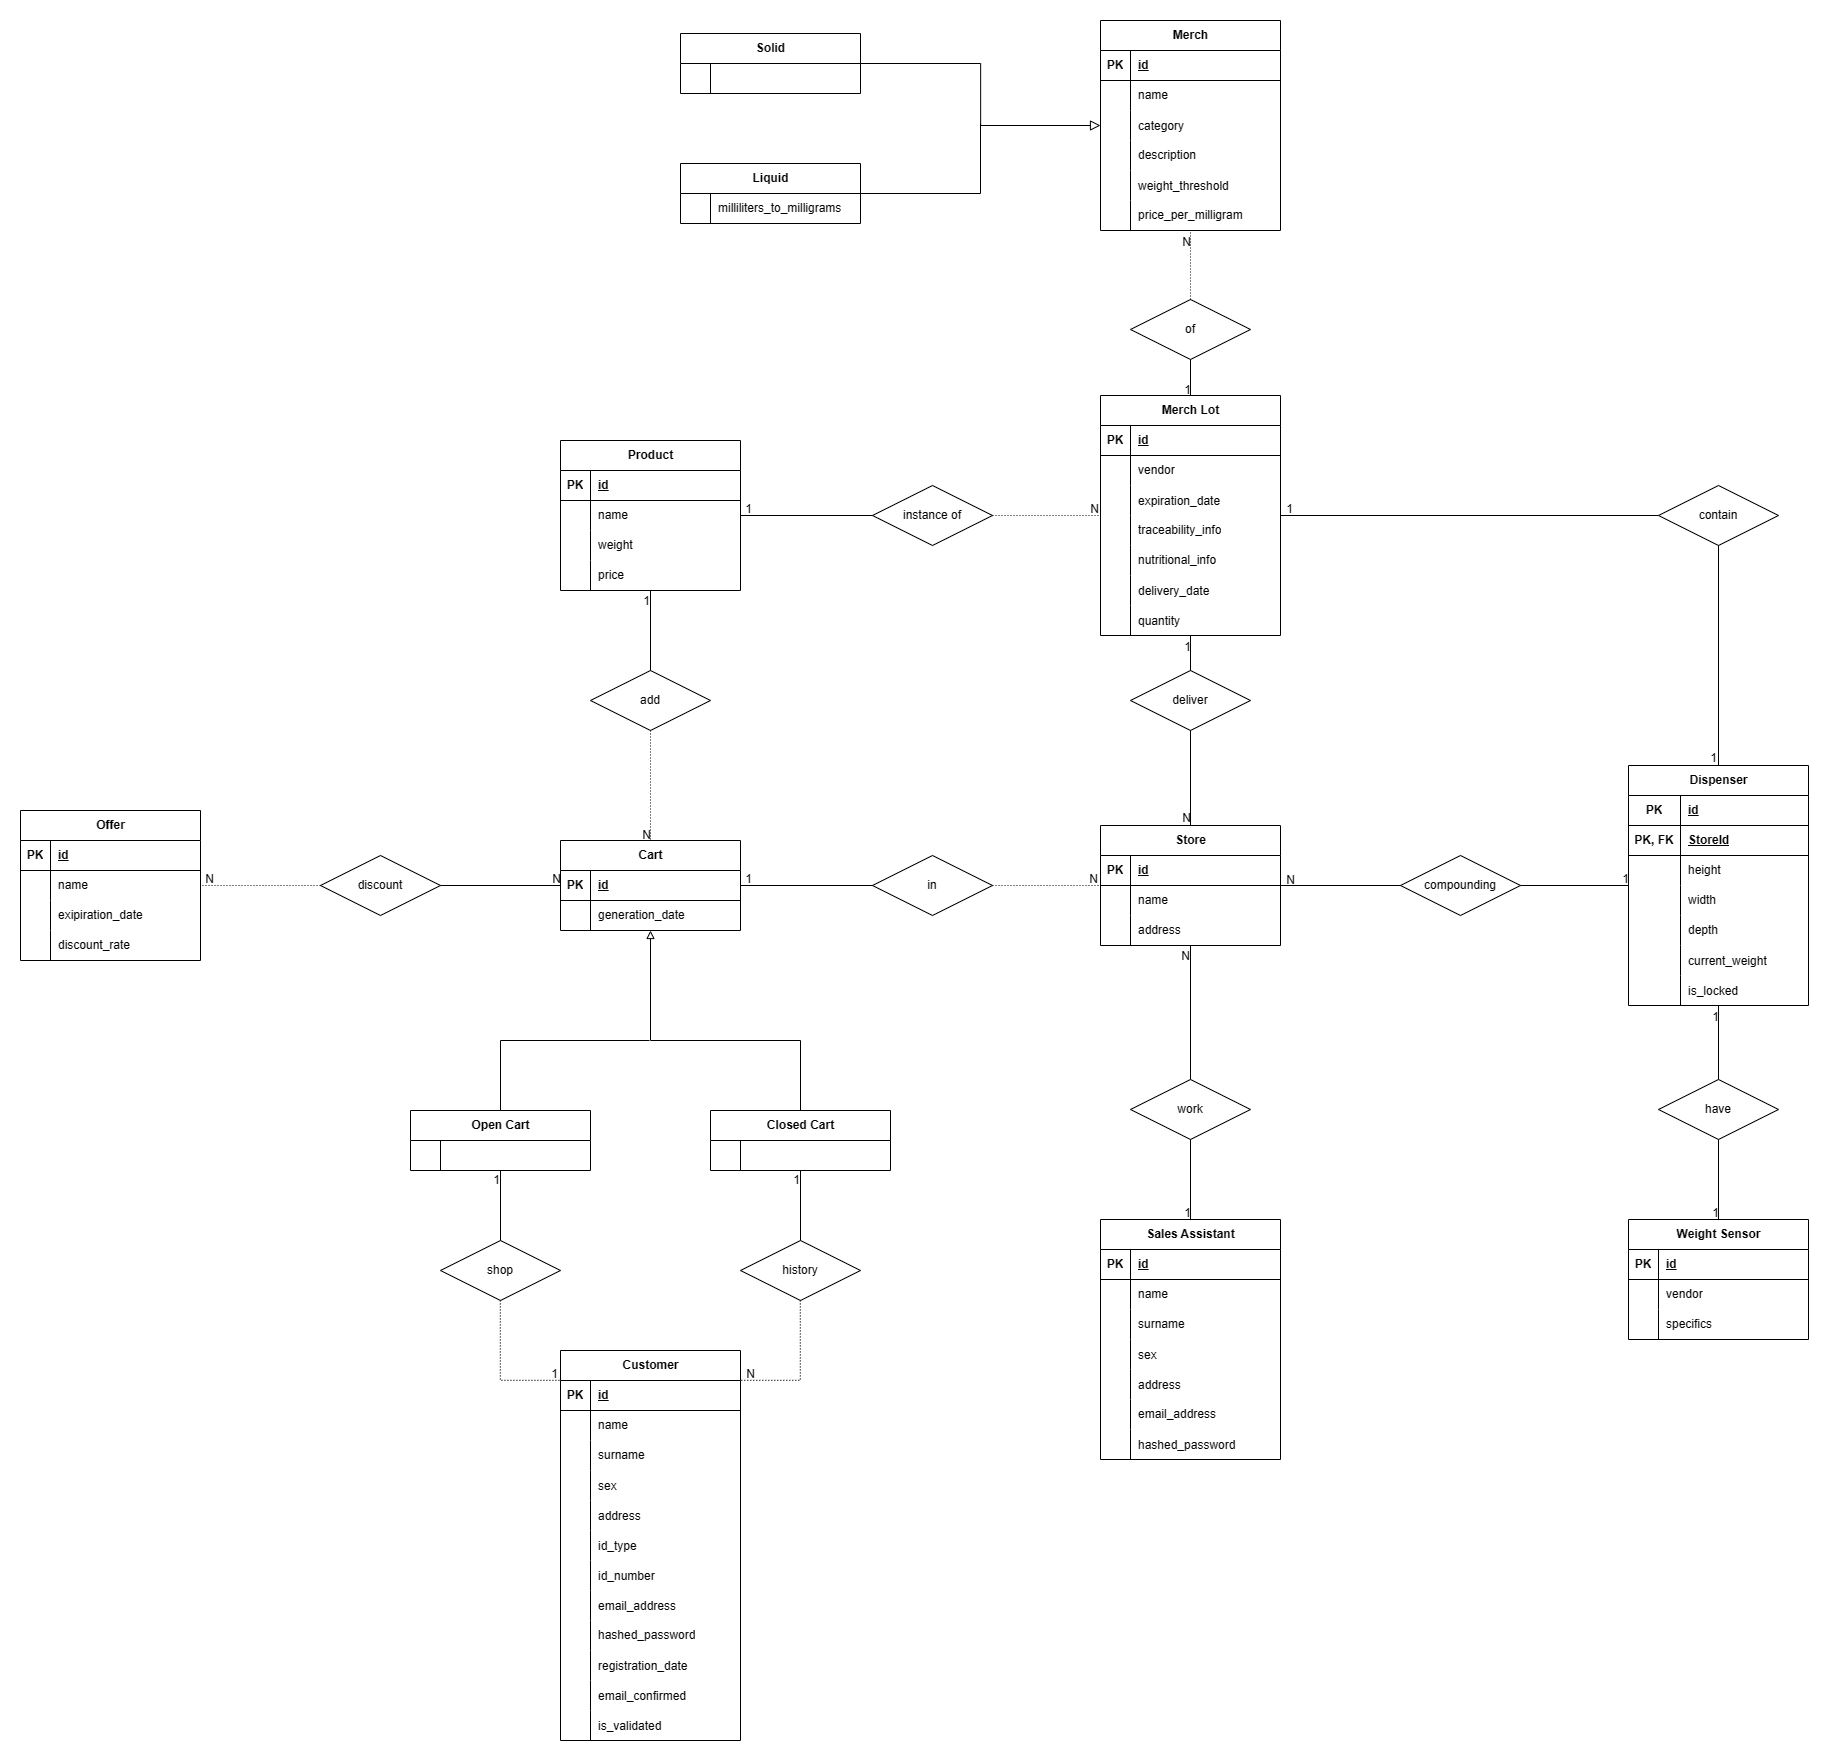 Solid
Liquid
milliliters_to_milligrams
Merch
PK id
name
category
description
weight_threshold
price_per_milligram
N
of
1
Merch Lot
PK id
vendor
expiration_date
traceability_info
nutritional_info
delivery_date
quantity
Product
PK id
name
weight
price
1
instance of
N
1
contain
1
1
add
N
1
deliver
N
Offer
PK id
name
exipiration_date
discount_rate
N
discount
N
Cart
PK id
generation_date
1
in
N
Store
PK id
name
address
N
compounding
1
Dispenser
PK id
PK, FK StoreId
height
width
depth
current_weight
is_locked
Open Cart
Closed Cart
1
shop
1
1
history
N
Customer
PK id
name
surname
sex
address
id_type
id_number
email_address
hashed_password
registration_date
email_confirmed
is_validated
N
work
1
Sales Assistant
PK id
name
surname
sex
address
email_address
hashed_password
1
have
1
Weight Sensor
PK id
vendor
specifics